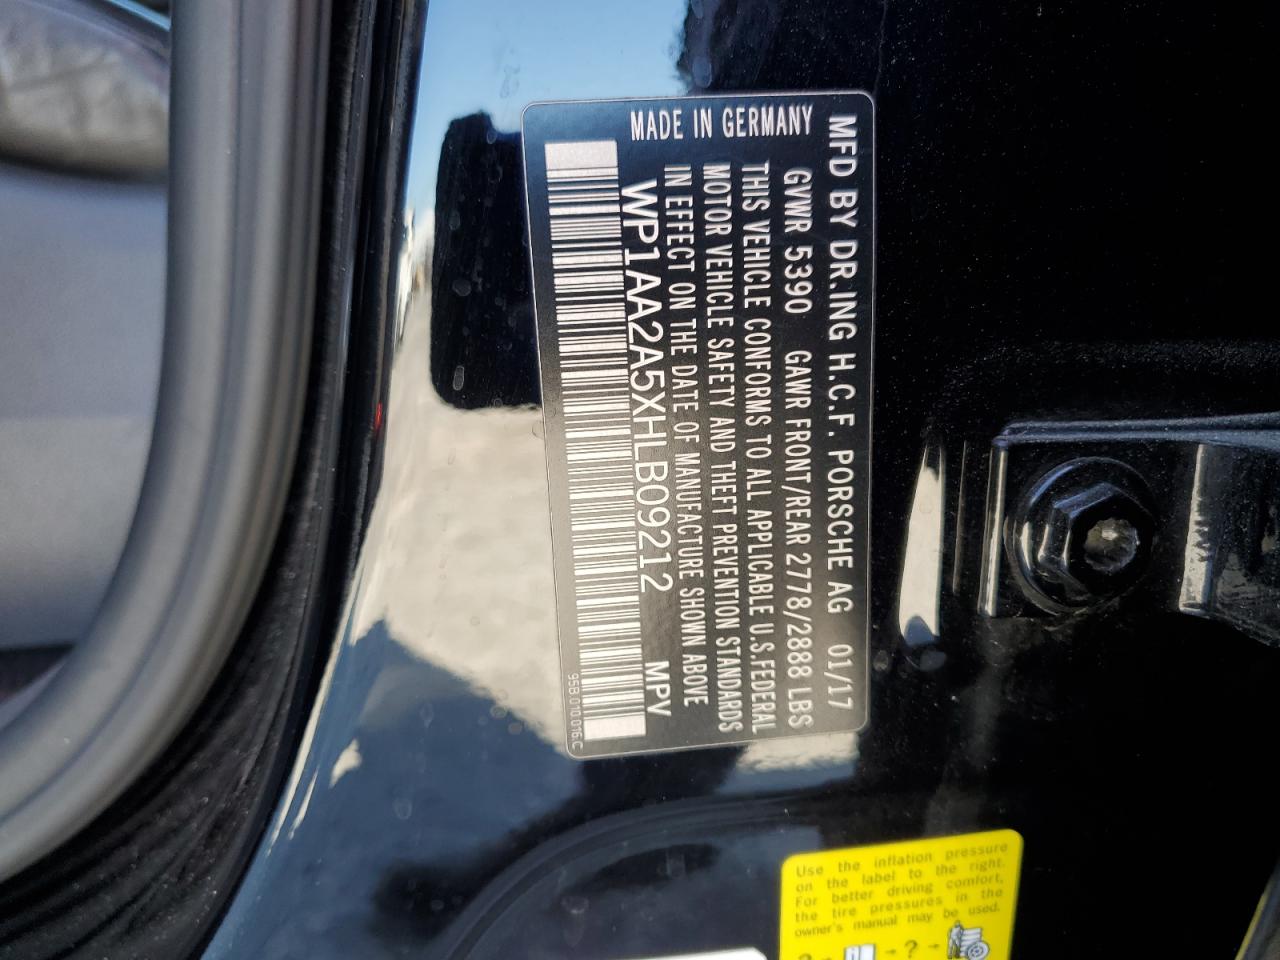 MFD BY DR.ING H.C.F. PORSCHE AG 01/17
GVWR 5390 GAWR FRONT/REAR 2778/2888 LBS
THIS VEHICLE CONFORMS TO ALL APPLICABLE U.S.FEDERAL
MOTOR VEHICLE SAFETY AND THEFT PREVENTION STANDARDS
IN EFFECT ON THE DATE OF MANUFACTURE SHOWN ABOVE
WP1AA2A5XHLB09212 MPV
MADE IN GERMANY
95B.010.016.C
Use the inflation pressure
on the label to the right.
For better driving comfort,
the tire pressures in the
owner's manual may be used.
?